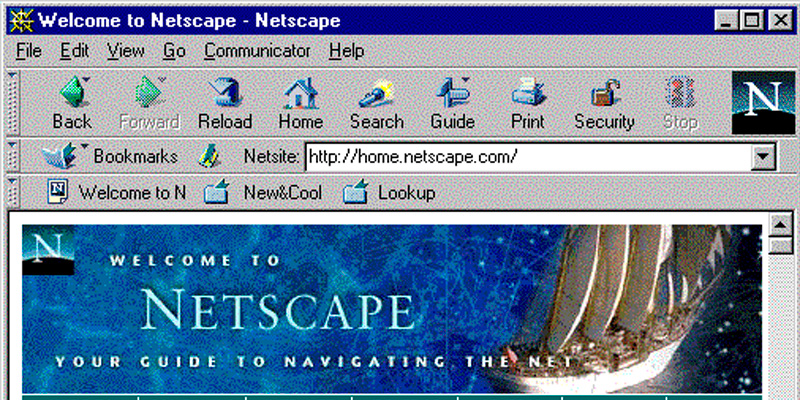 Welcome to Netscape - Netscape
File Edit View Go Communicator Help
Back Forward Reload Home Search Guide Print Security Stop N
Bookmarks Netsite: http://home.netscape.com/
Welcome to N New&Cool Lookup
N
WELCOME TO
NETSCAPE
YOUR GUIDE TO NAVIGATING THE NET